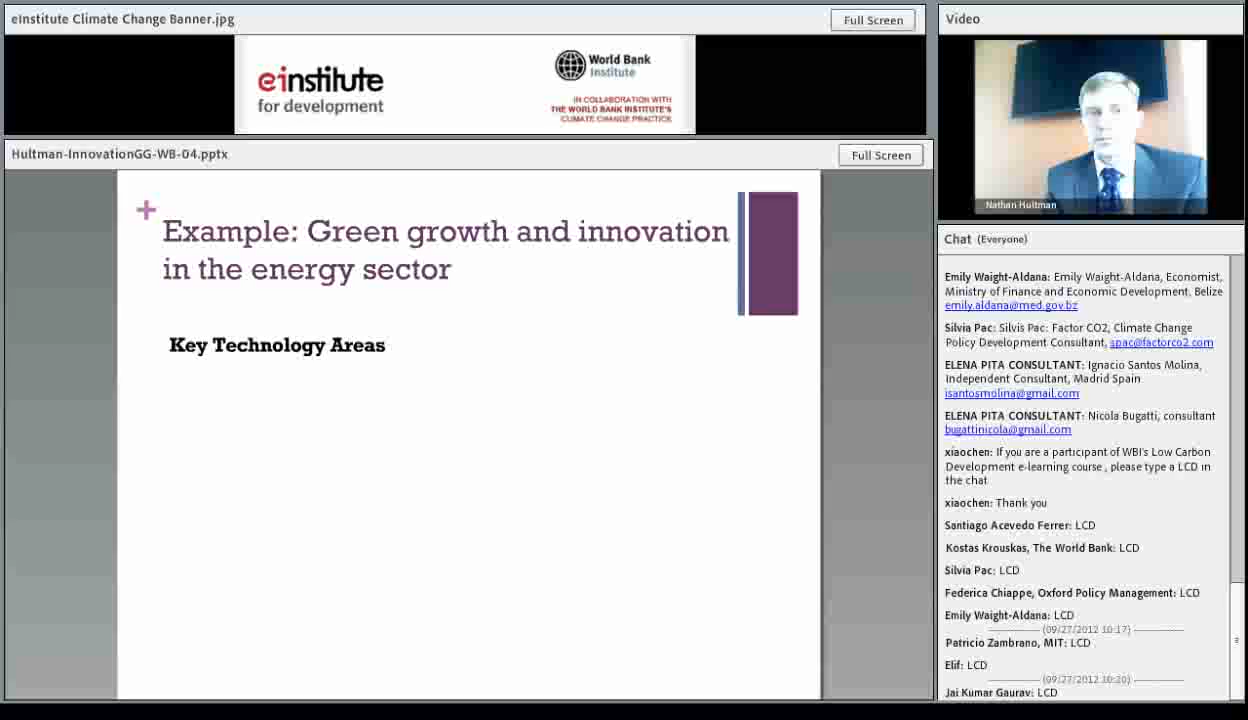 eInstitute Climate Change Banner.jpg
Full Screen
einstitute
for development
World Bank
Institute
IN COLLABORATION WITH
THE WORLD BANK INSTITUTE'S
CLIMATE CHANGE PRACTICE
Hultman-InnovationGG-WB-04.pptx
Full Screen
+
Example: Green growth and innovation
in the energy sector
Key Technology Areas
Video
Nathan Hultman
Chat (Everyone)
Emily Waight-Aldana: Emily Waight-Aldana, Economist,
Ministry of Finance and Economic Development, Belize
emily.aldana@med.gov.bz
Silvia Pac: Silvis Pac: Factor CO2, Climate Change
Policy Development Consultant, spac@factorco2.com
ELENA PITA CONSULTANT: Ignacio Santos Molina,
Independent Consultant, Madrid Spain
isantosmolina@gmail.com
ELENA PITA CONSULTANT: Nicola Bugatti, consultant
bugattinicola@gmail.com
xiaochen: If you are a participant of WBI's Low Carbon
Development e-learning course , please type a LCD in
the chat
xiaochen: Thank you
Santiago Acevedo Ferrer: LCD
Kostas Krouskas, The World Bank: LCD
Silvia Pac: LCD
Federica Chiappe, Oxford Policy Management: LCD
Emily Waight-Aldana: LCD
(09/27/2012 10:17)
Patricio Zambrano, MIT: LCD
Elif: LCD
(09/27/2012 10:20)
Jai Kumar Gaurav: LCD